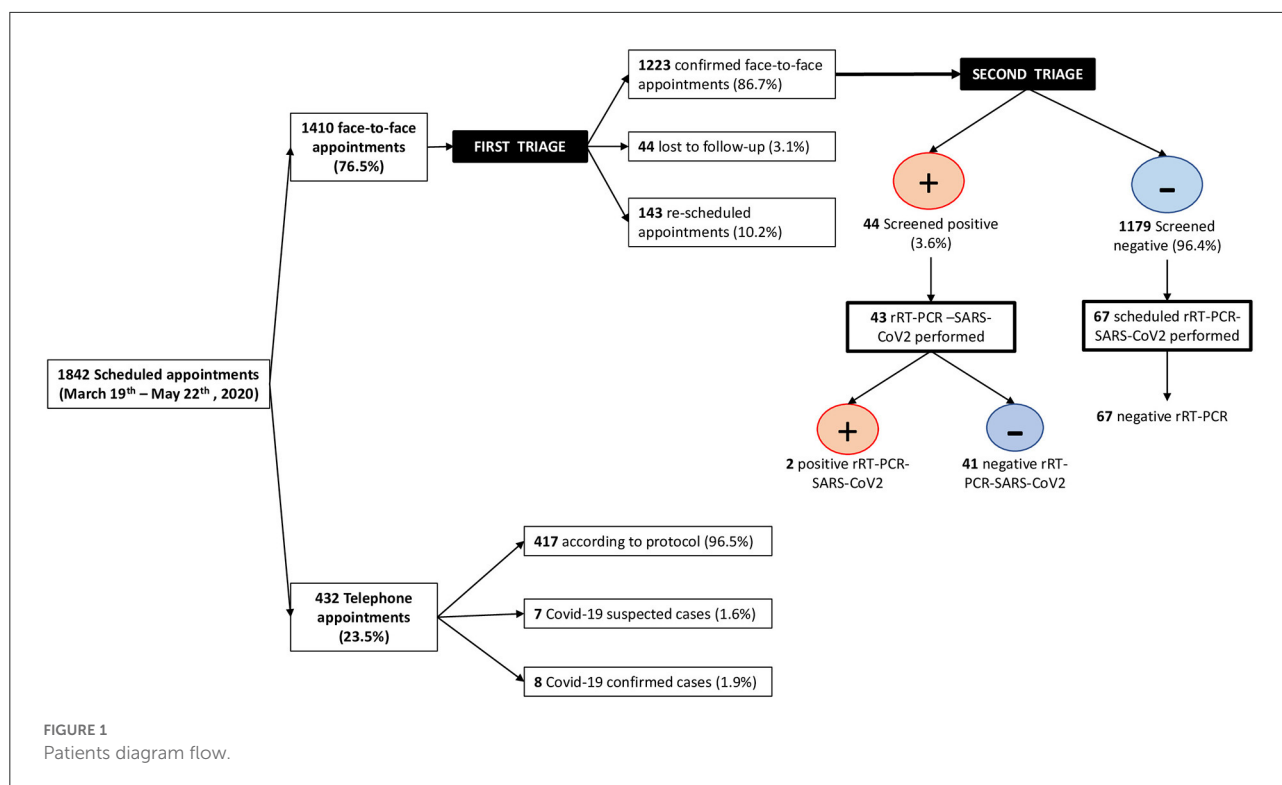 1842 Scheduled appointments
(March 19th – May 22th , 2020)
1410 face-to-face
appointments
(76.5%)
FIRST TRIAGE
1223 confirmed face-to-face
appointments (86.7%)
44 lost to follow-up (3.1%)
143 re-scheduled
appointments (10.2%)
SECOND TRIAGE
+
44 Screened positive
(3.6%)
43 rRT-PCR –SARS-
CoV2 performed
+
2 positive rRT-PCR-
SARS-CoV2
–
41 negative rRT-
PCR-SARS-CoV2
–
1179 Screened
negative (96.4%)
67 scheduled rRT-PCR-
SARS-CoV2 performed
67 negative rRT-PCR
432 Telephone
appointments
(23.5%)
417 according to protocol (96.5%)
7 Covid-19 suspected cases (1.6%)
8 Covid-19 confirmed cases (1.9%)
FIGURE 1
Patients diagram flow.